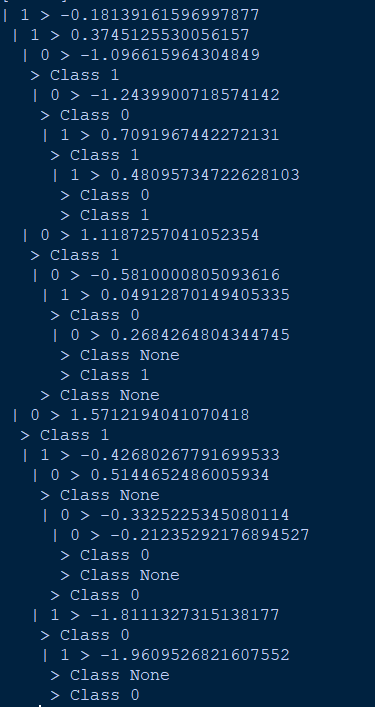 | 1 > -0.18139161596997877
| 1 > 0.3745125530056157
| 0 > -1.096615964304849
> Class 1
| 0 > -1.2439900718574142
> Class 0
| 1 > 0.7091967442272131
> Class 1
| 1 > 0.48095734722628103
> Class 0
> Class 1
| 0 > 1.1187257041052354
> Class 1
| 0 > -0.5810000805093616
| 1 > 0.04912870149405335
> Class 0
| 0 > 0.2684264804344745
> Class None
> Class 1
> Class None
| 0 > 1.5712194041070418
> Class 1
| 1 > -0.42680267791699533
| 0 > 0.5144652486005934
> Class None
| 0 > -0.3325225345080114
| 0 > -0.21235292176894527
> Class 0
> Class None
> Class 0
| 1 > -1.8111327315138177
> Class 0
| 1 > -1.9609526821607552
> Class None
> Class 0